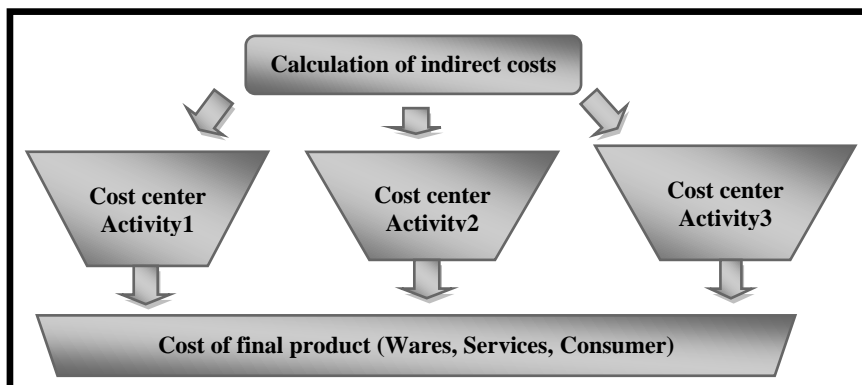 Calculation of indirect costs
Cost center
Activity1
Cost center
Activity2
Cost center
Activity3
Cost of final product (Wares, Services, Consumer)